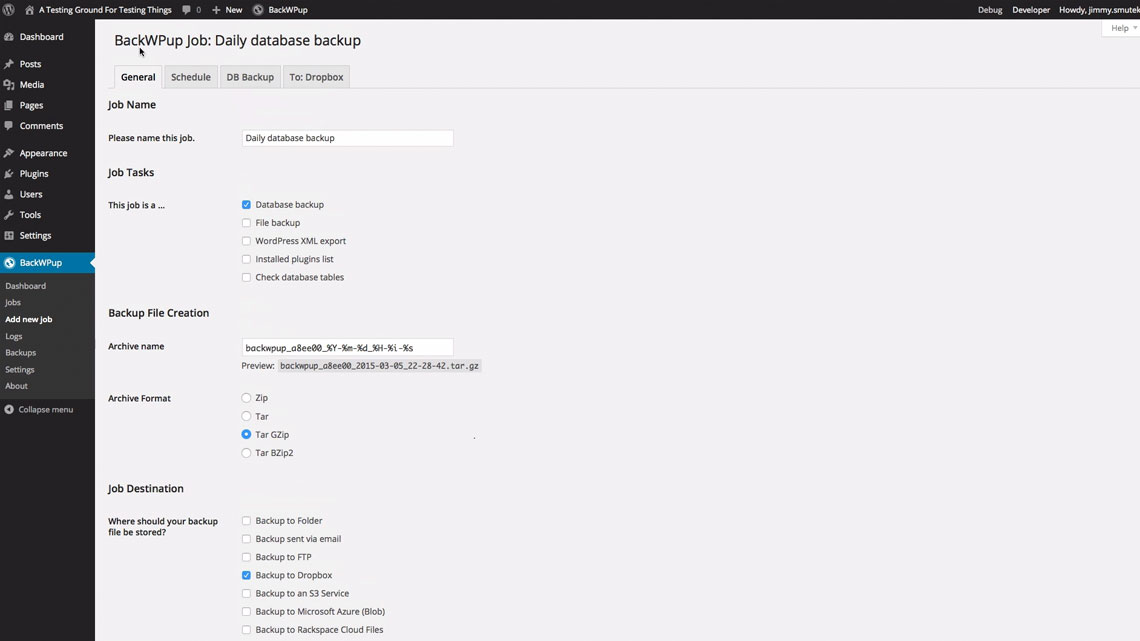 A Testing Ground For Testing Things 0 New BackWPup Debug Developer Howdy, jimmy.smutek
Help
Dashboard
Posts
Media
Pages
Comments
Appearance
Plugins
Users
Tools
Settings
BackWPup
Dashboard
Jobs
Add new job
Logs
Backups
Settings
About
Collapse menu
BackWPup Job: Daily database backup
General Schedule DB Backup To: Dropbox
Job Name
Please name this job. Daily database backup
Job Tasks
This job is a ... Database backup
File backup
WordPress XML export
Installed plugins list
Check database tables
Backup File Creation
Archive name backwpup_a8ee00_%Y-%m-%d_%H-%i-%s
Preview: backwpup_a8ee00_2015-03-05_22-28-42.tar.gz
Archive Format Zip
Tar
Tar GZip
Tar BZip2
Job Destination
Where should your backup file be stored? Backup to Folder
Backup sent via email
Backup to FTP
Backup to Dropbox
Backup to an S3 Service
Backup to Microsoft Azure (Blob)
Backup to Rackspace Cloud Files